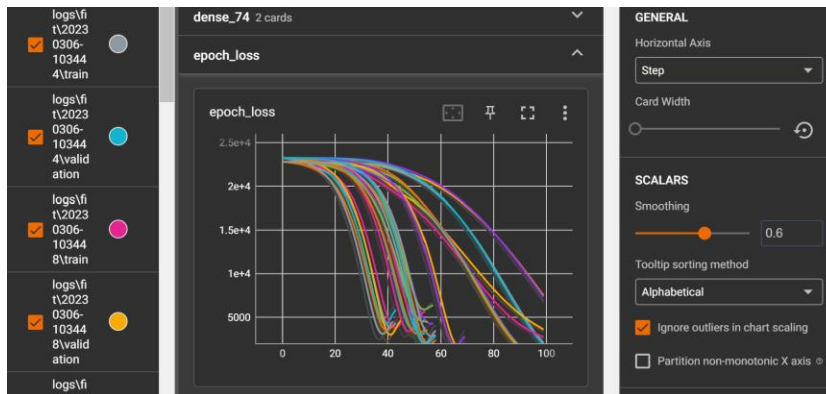 logs\fi
t\2023
0306-
10344
4\train
logs\fi
t\2023
0306-
10344
4\valid
ation
logs\fi
t\2023
0306-
10344
8\train
logs\fi
t\2023
0306-
10344
8\valid
ation
logs\fi
dense_74 2 cards
epoch_loss
epoch_loss
2.5e+4
2e+4
1.5e+4
1e+4
5000
0 20 40 60 80 100
GENERAL
Horizontal Axis
Step
Card Width
SCALARS
Smoothing
0.6
Tooltip sorting method
Alphabetical
Ignore outliers in chart scaling
Partition non-monotonic X axis